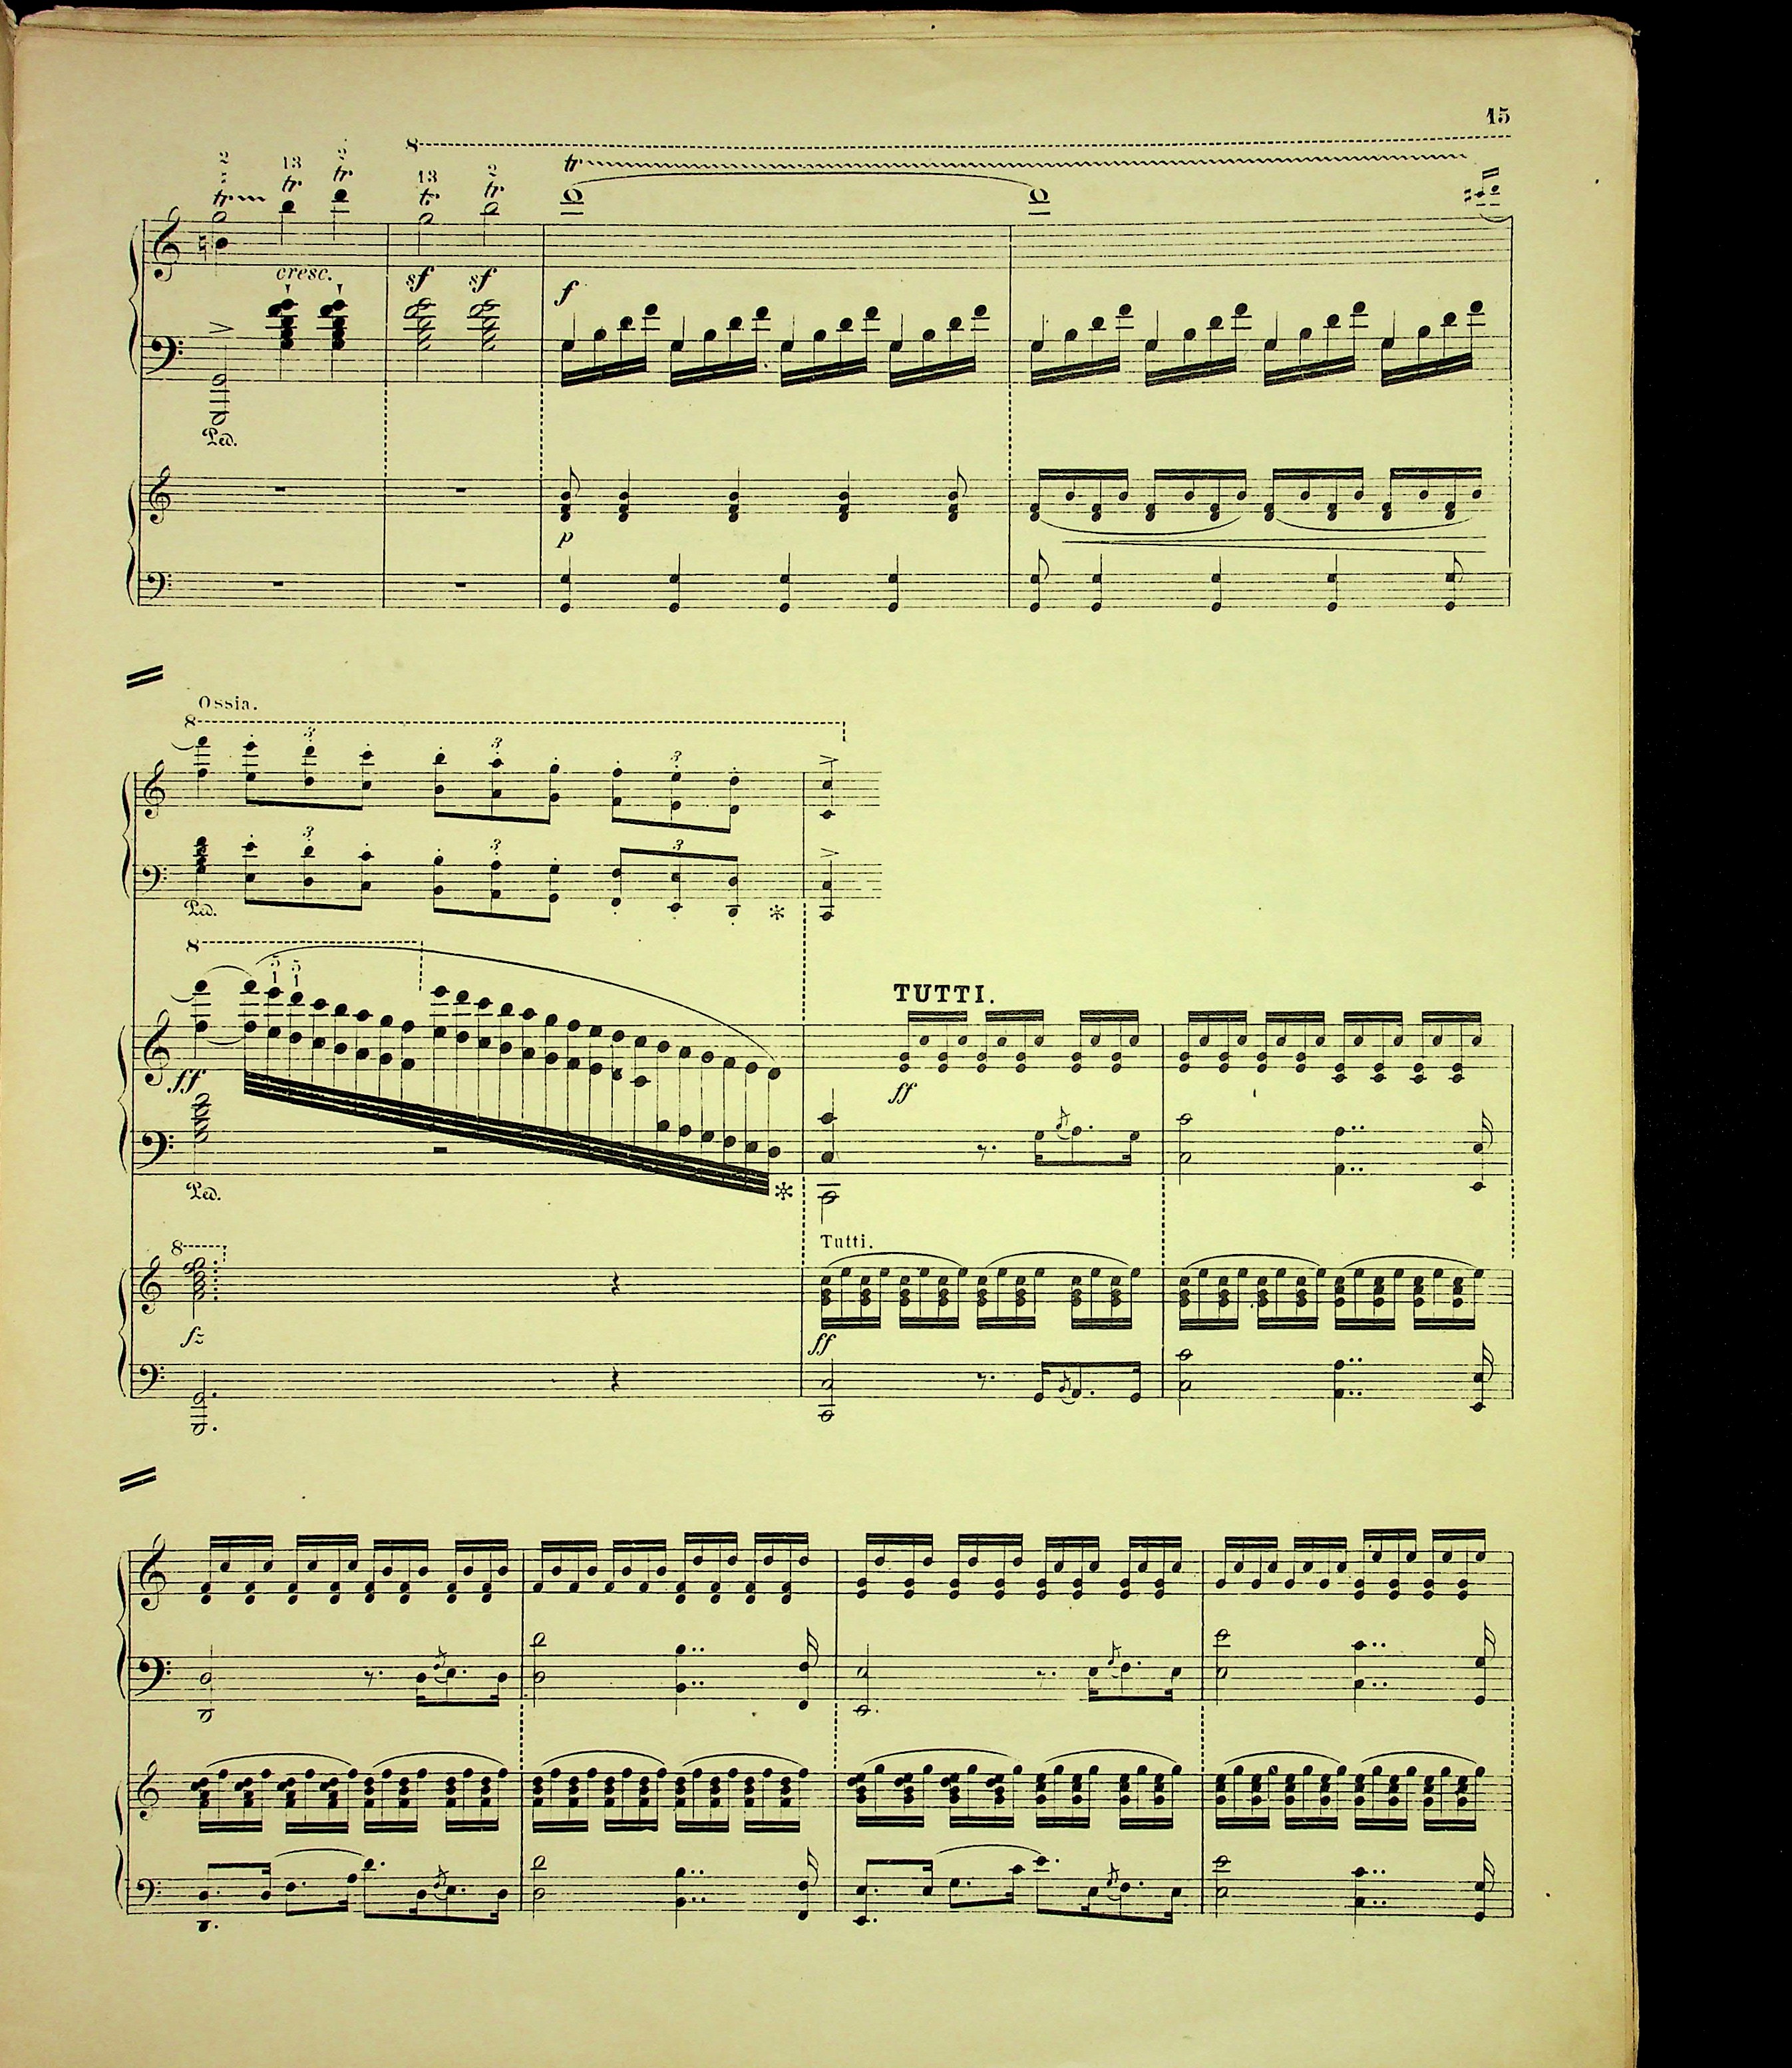 15
2 13 2 8
tr tr. tr. 13 2 tr
tr. tr.
cresc. sf sf f
Ped.
p
Ossia.
8
3 3 3
3 3 3
Ped. *
8
5 5
1 1
TUTTI.
ff ff
Ped. *
8 Tutti.
fz ff